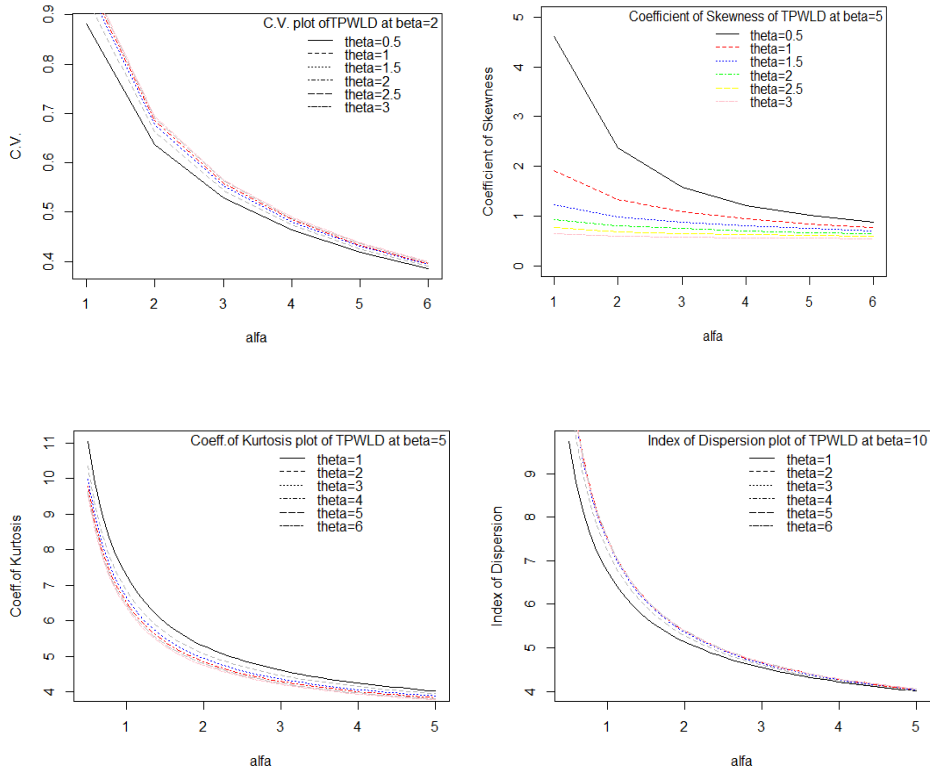 C.V. plot ofTPWLD at beta=2
theta=0.5
theta=1
theta=1.5
theta=2
theta=2.5
theta=3
C.V.
0.9
0.8
0.7
0.6
0.5
0.4
1 2 3 4 5 6
alfa
Coefficient of Skewness of TPWLD at beta=5
theta=0.5
theta=1
theta=1.5
theta=2
theta=2.5
theta=3
Coefficient of Skewness
5
4
3
2
1
0
1 2 3 4 5 6
alfa
Coeff.of Kurtosis plot of TPWLD at beta=5
theta=1
theta=2
theta=3
theta=4
theta=5
theta=6
Coeff.of Kurtosis
11
10
9
8
7
6
5
4
1 2 3 4 5
alfa
Index of Dispersion plot of TPWLD at beta=10
theta=1
theta=2
theta=3
theta=4
theta=5
theta=6
Index of Dispersion
9
8
7
6
5
4
1 2 3 4 5
alfa